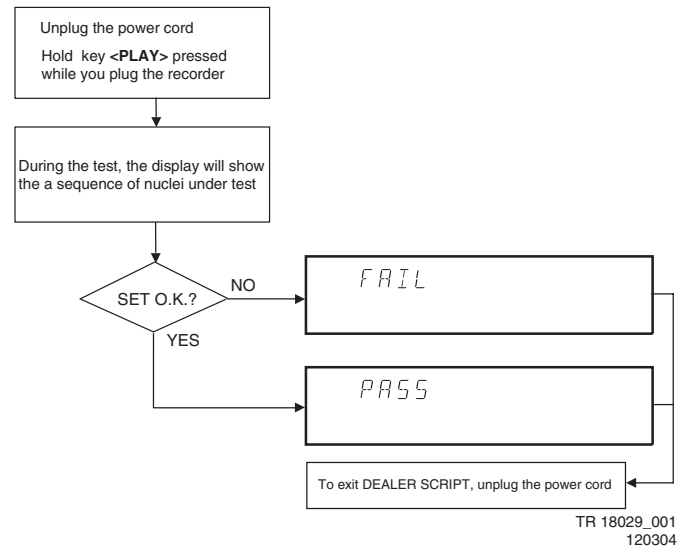 Unplug the power cord
Hold key <PLAY> pressed
while you plug the recorder
During the test, the display will show
the a sequence of nuclei under test
SET O.K.?
NO
YES
FAIL
PASS
To exit DEALER SCRIPT, unplug the power cord
TR 18029_001
120304